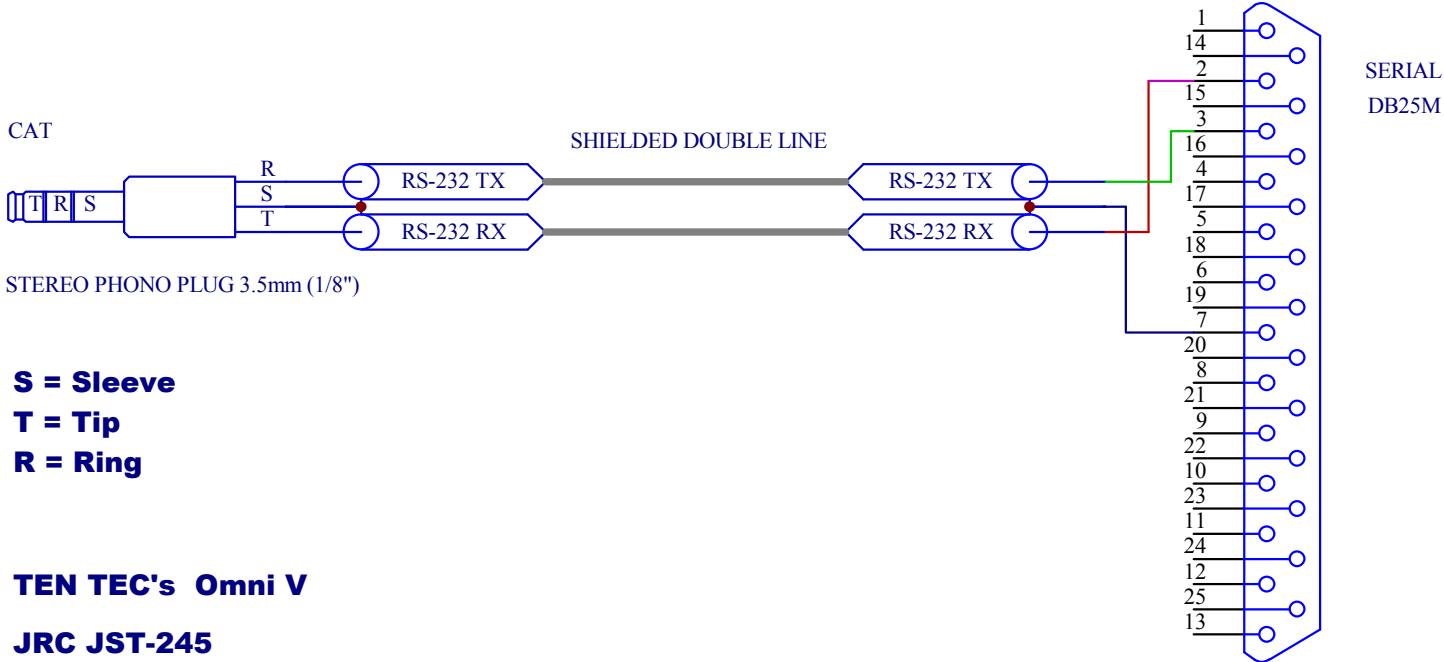 CAT
T R S
R
S
T
STEREO PHONO PLUG 3.5mm (1/8")
SHIELDED DOUBLE LINE
RS-232 TX
RS-232 RX
RS-232 TX
RS-232 RX
1
14
2
15
3
16
4
17
5
18
6
19
7
20
8
21
9
22
10
23
11
24
12
25
13
SERIAL
DB25M
S = Sleeve
T = Tip
R = Ring
TEN TEC's Omni V
JRC JST-245